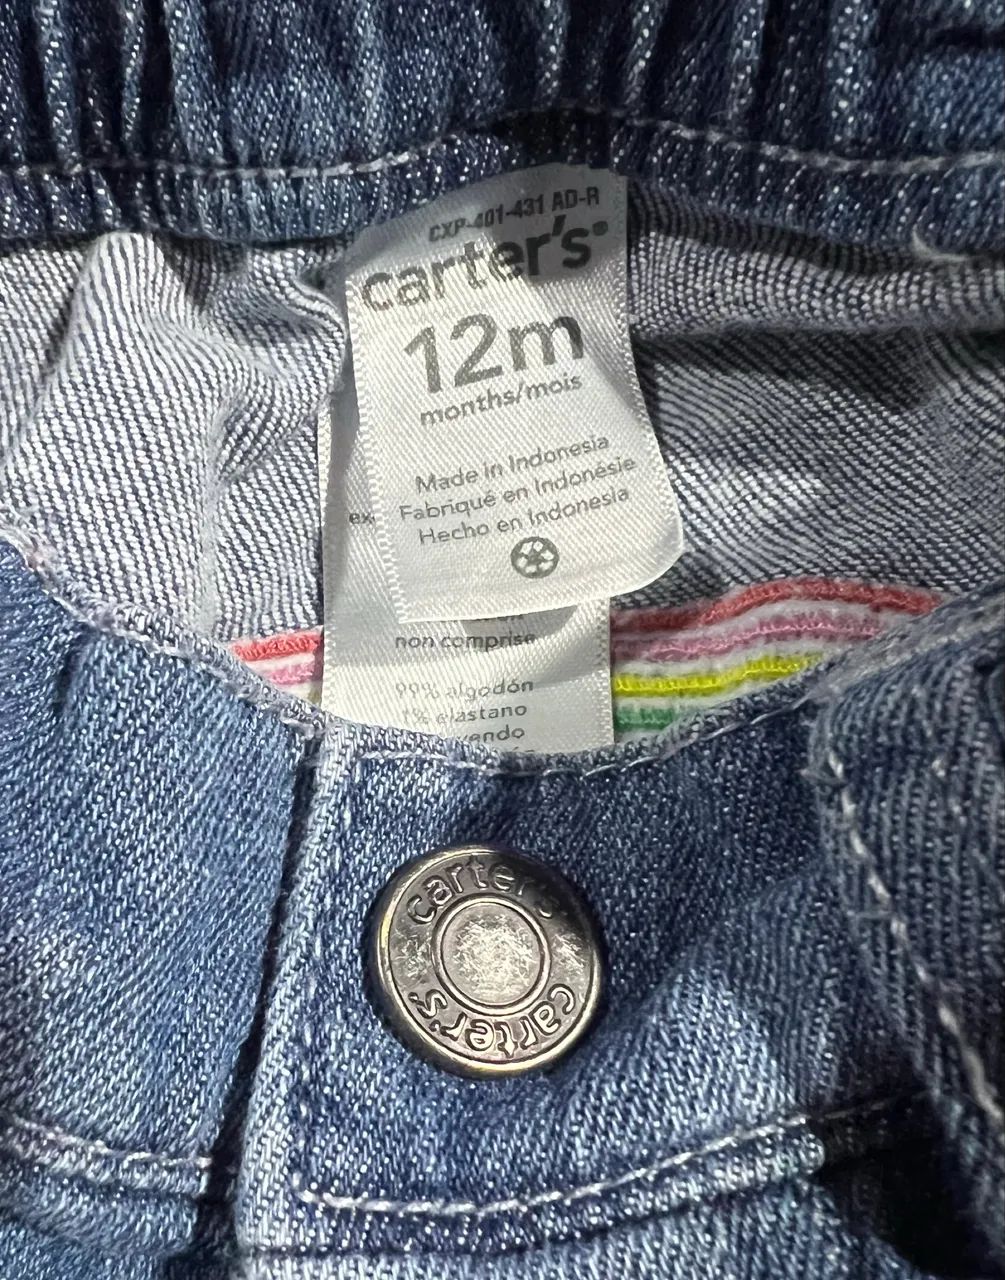 CXP-401-431 AD-R
carter's
12m
months/mois
Made in Indonesia
Fabriqué en Indonésie
Hecho en Indonesia
non comprise
99% algodón
1% elastano
carter's
carter's
carter's